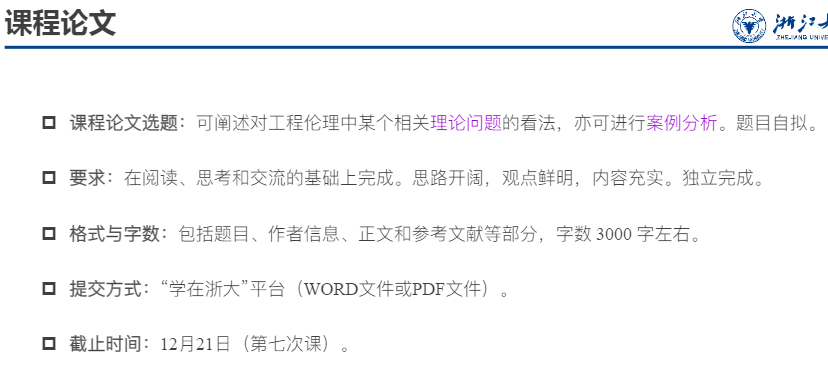 课程论文
浙江大
ZHEJIANG UNIVE
课程论文选题：可阐述对工程伦理中某个相关理论问题的看法，亦可进行案例分析。题目自拟。
要求：在阅读、思考和交流的基础上完成。思路开阔，观点鲜明，内容充实。独立完成。
格式与字数：包括题目、作者信息、正文和参考文献等部分，字数 3000 字左右。
提交方式：“学在浙大”平台（WORD文件或PDF文件）。
截止时间：12月21日（第七次课）。